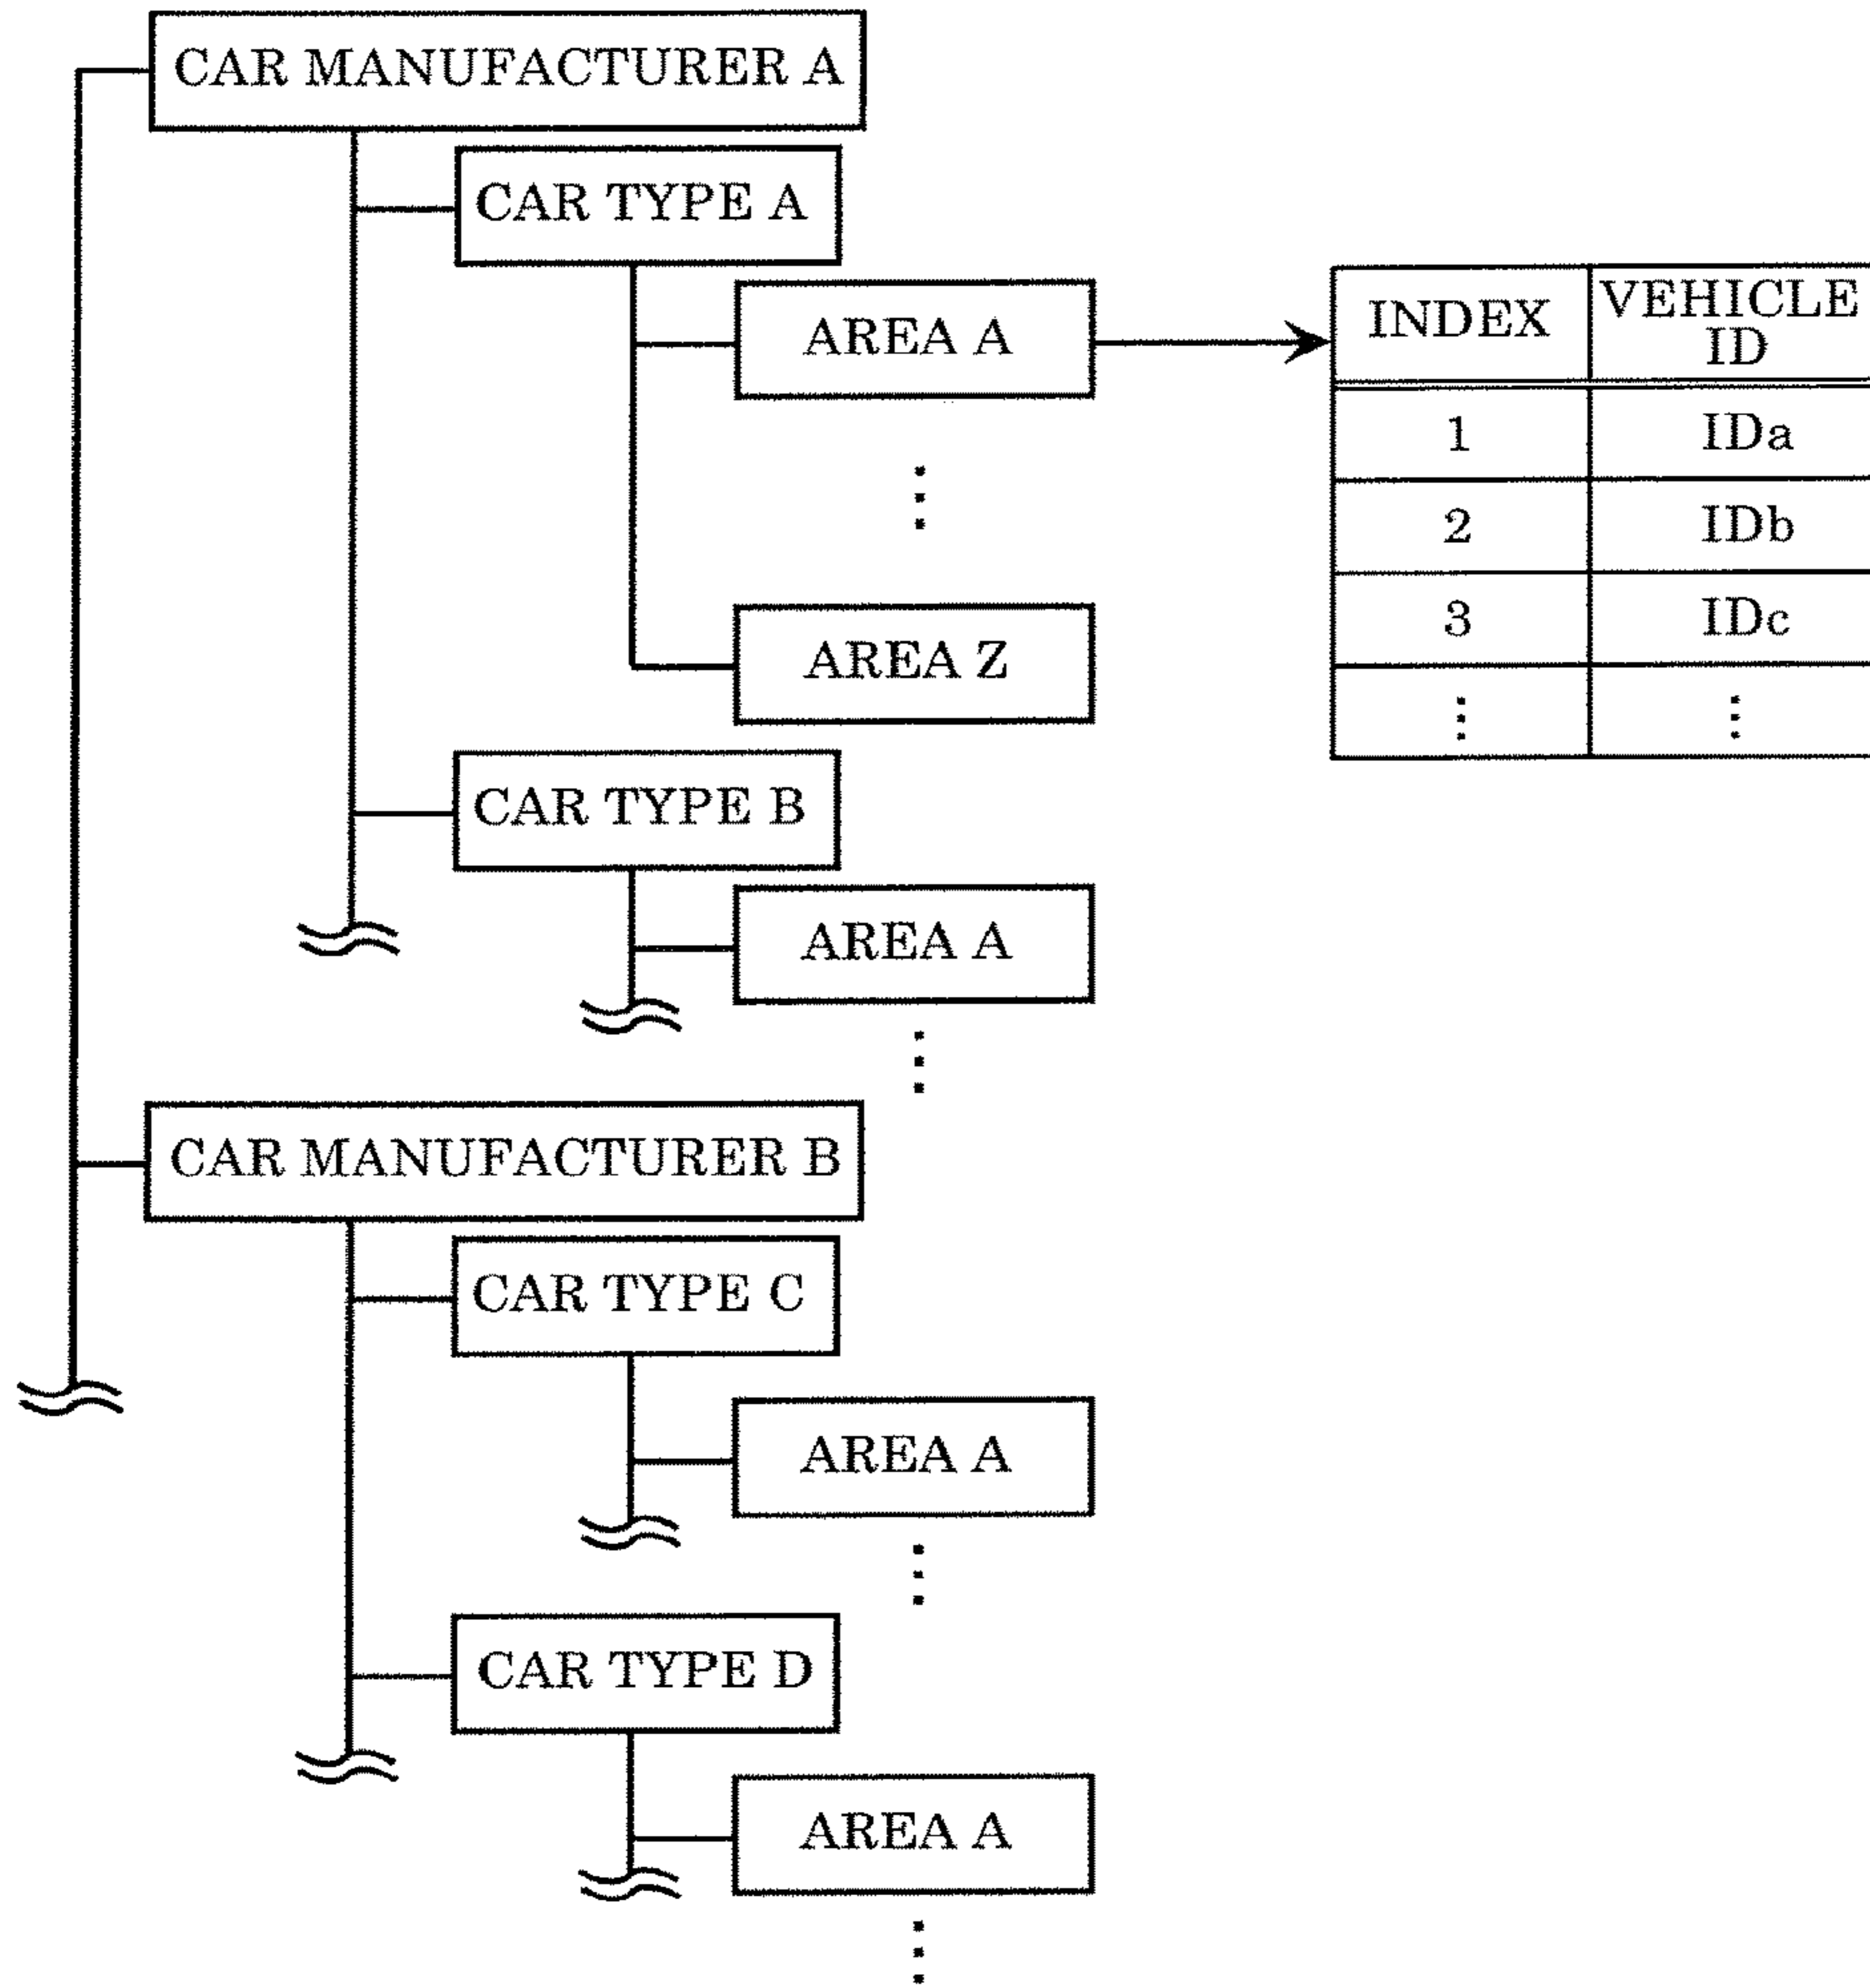 CAR MANUFACTURER A
CAR TYPE A
AREA A
INDEX
VEHICLE
ID
1 IDa
2 IDb
3 IDc
⋮ ⋮
⋮
AREA Z
CAR TYPE B
AREA A
⋮
CAR MANUFACTURER B
CAR TYPE C
AREA A
⋮
CAR TYPE D
AREA A
⋮